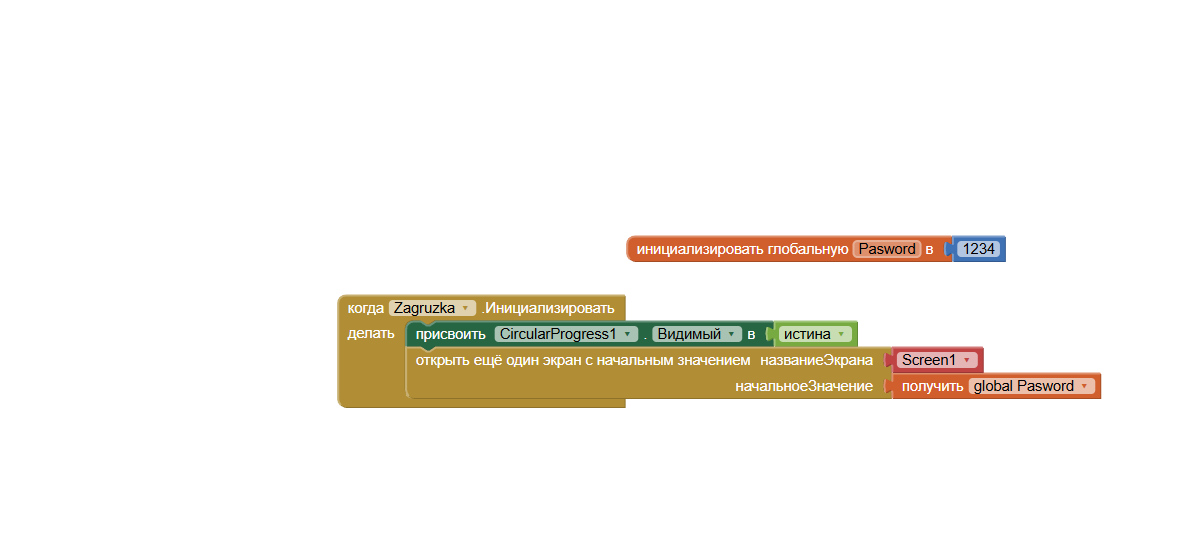 инициализировать глобальную Pasword в 1234
когда Zagruzka .Инициализировать
делать присвоить CircularProgress1 . Видимый в истина
открыть ещё один экран с начальным значением названиеЭкрана Screen1
начальноеЗначение получить global Pasword